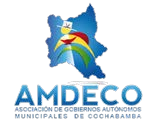 AMDECO
ASOCIACIÓN DE GOBIERNOS AUTÓNOMOS
MUNICIPALES DE COCHABAMBA